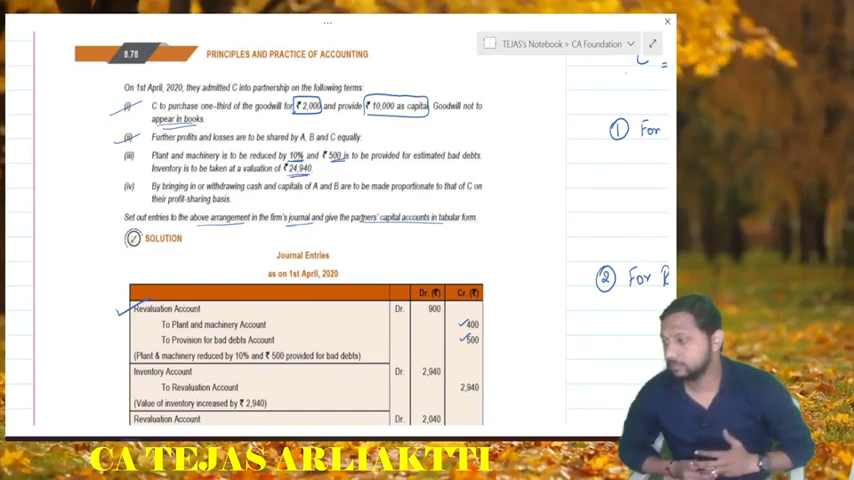 TEJAS's Notebook > CA Foundation
8.78 PRINCIPLES AND PRACTICE OF ACCOUNTING
On 1st April, 2020, they admitted C into partnership on the following terms:
(i) C to purchase one-third of the goodwill for ₹ 2,000 and provide ₹ 10,000 as capital. Goodwill not to
appear in books.
(ii) Further profits and losses are to be shared by A, B and C equally.
(iii) Plant and machinery is to be reduced by 10% and ₹ 500 is to be provided for estimated bad debts.
Inventory is to be taken at a valuation of ₹ 24,940.
(iv) By bringing in or withdrawing cash and capitals of A and B are to be made proportionate to that of C on
their profit-sharing basis.
Set out entries to the above arrangement in the firm's journal and give the partners' capital accounts in tabular form.
SOLUTION
Journal Entries
as on 1st April, 2020
Dr. (₹) Cr. (₹)
Revaluation Account Dr. 900
To Plant and machinery Account 400
To Provision for bad debts Account 500
(Plant & machinery reduced by 10% and ₹ 500 provided for bad debts)
Inventory Account Dr. 2,940
To Revaluation Account 2,940
(Value of inventory increased by ₹ 2,940)
Revaluation Account Dr. 2,040
① For
② For
CA TEJAS ARLIAKTTI